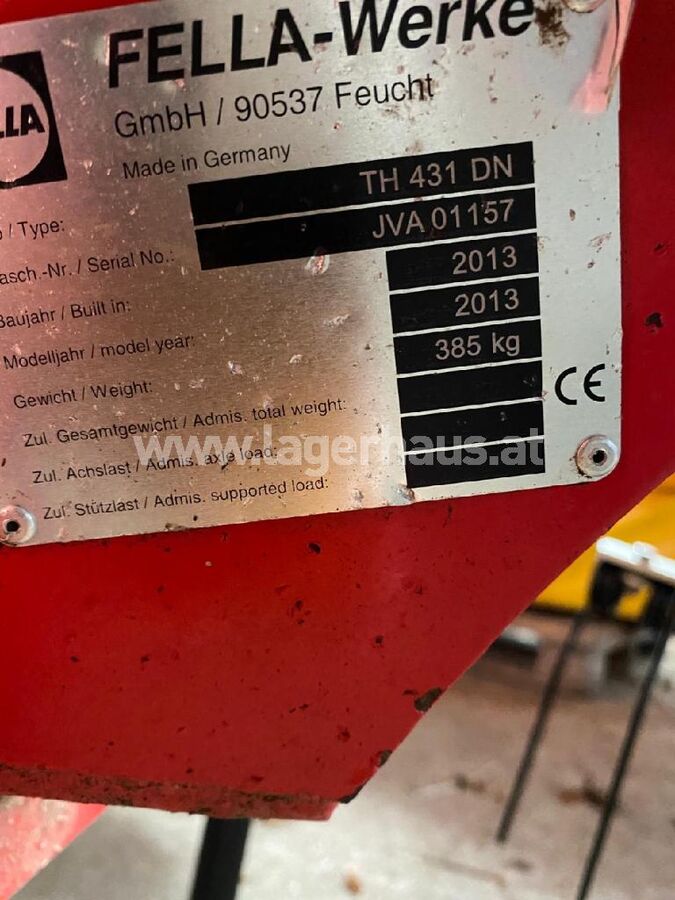 FELLA-Werke
GmbH / 90537 Feucht
Made in Germany
/ Type: TH 431 DN
asch.-Nr. / Serial No.: JVA 01157
Baujahr / Built in: 2013
Modelljahr / model year: 2013
Gewicht / Weight: 385 kg
Zul. Gesamtgewicht / Admis. total weight:
Zul. Achslast / Admis. axle load:
Zul. Stützlast / Admis. supported load:
CE
LLA
www.lagerhaus.at